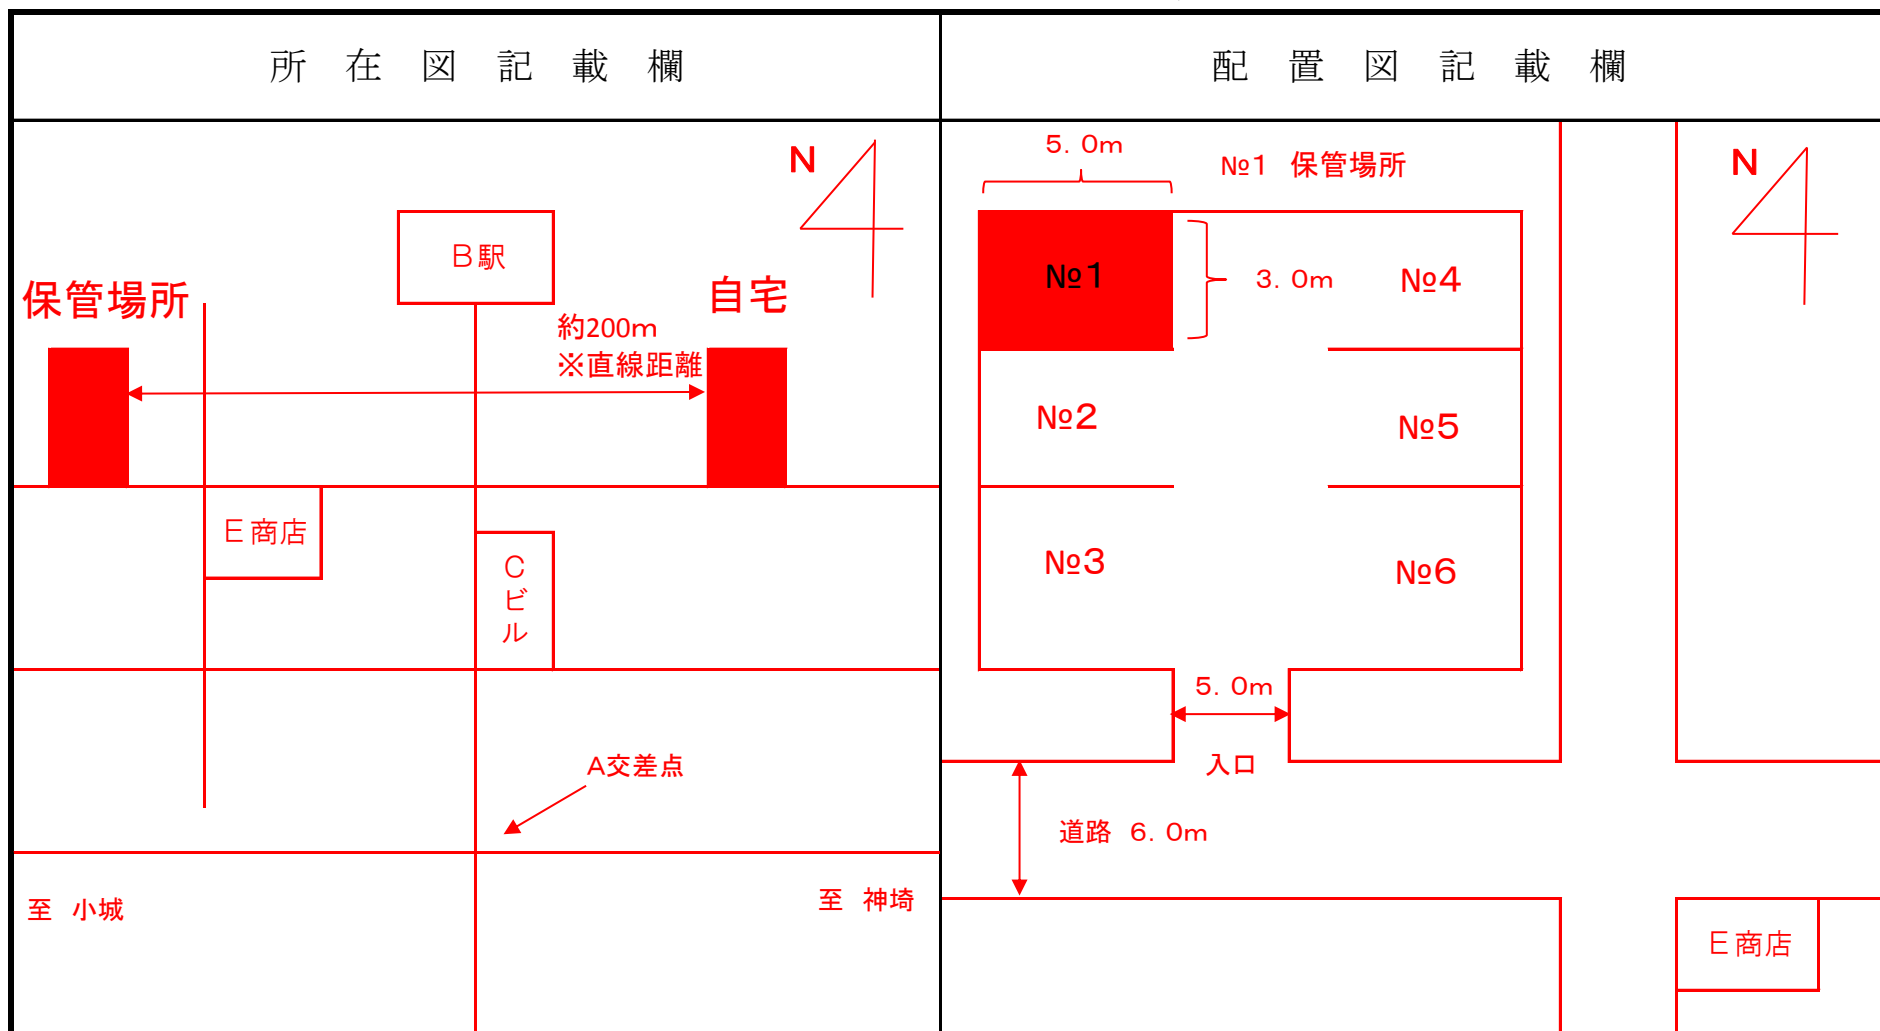 所在図記載欄
N
B駅
保管場所
自宅
約200m
※直線距離
E商店
Cビル
A交差点
至 小城
至 神埼
配置図記載欄
5.0m
№1 保管場所
N
№1
3.0m
№4
№2
№5
№3
№6
5.0m
入口
道路 6.0m
E商店